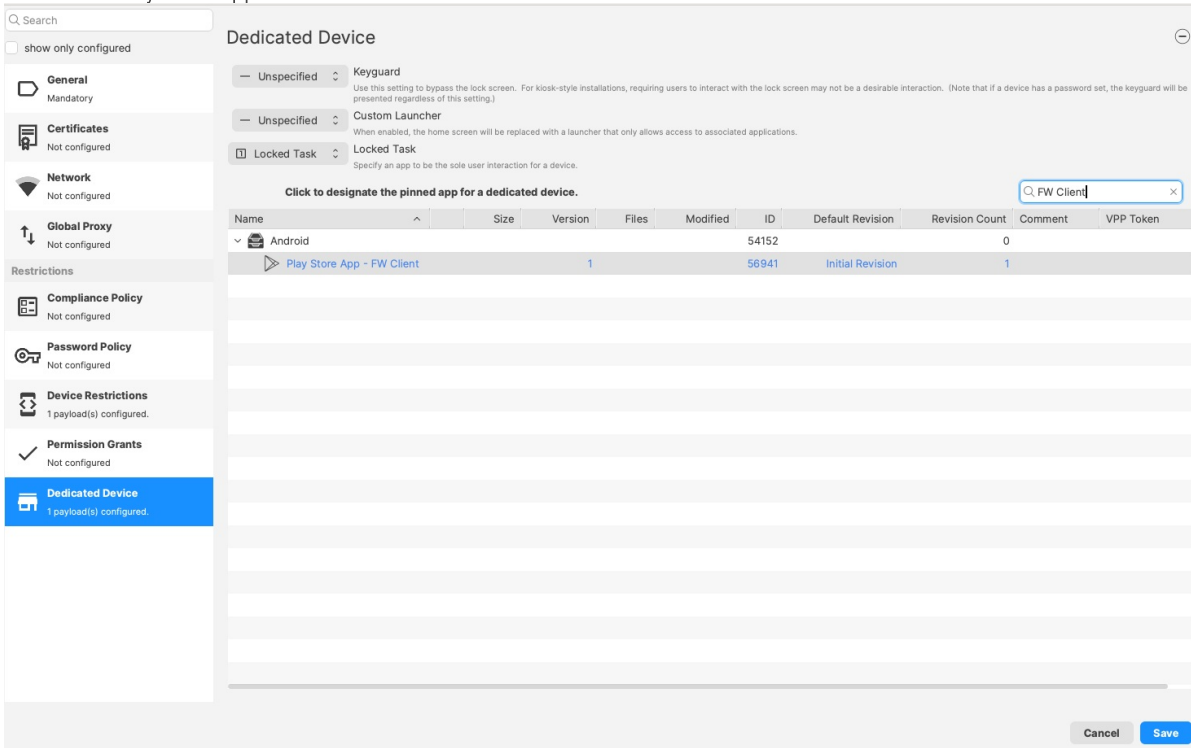 Search
show only configured
General
Mandatory
Certificates
Not configured
Network
Not configured
Global Proxy
Not configured
Restrictions
Compliance Policy
Not configured
Password Policy
Not configured
Device Restrictions
1 payload(s) configured.
Permission Grants
Not configured
Dedicated Device
1 payload(s) configured.
Dedicated Device
— Unspecified Keyguard
Use this setting to bypass the lock screen. For kiosk-style installations, requiring users to interact with the lock screen may not be a desirable interaction. (Note that if a device has a password set, the keyguard will be
presented regardless of this setting.)
— Unspecified Custom Launcher
When enabled, the home screen will be replaced with a launcher that only allows access to associated applications.
1 Locked Task Locked Task
Specify an app to be the sole user interaction for a device.
Click to designate the pinned app for a dedicated device. FW Client
Name Size Version Files Modified ID Default Revision Revision Count Comment VPP Token
Android 54152 0
Play Store App - FW Client 1 56941 Initial Revision 1
Cancel Save